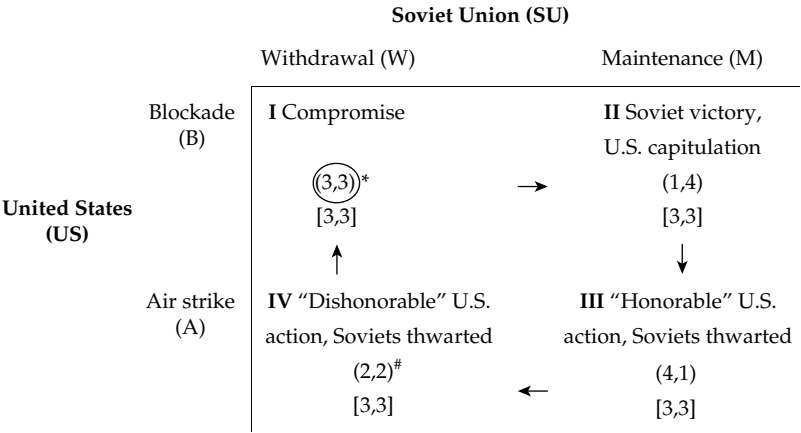 Soviet Union (SU)
Withdrawal (W) Maintenance (M)
Blockade
(B)
I Compromise
II Soviet victory,
U.S. capitulation
(3,3)*
(1,4)
[3,3]
[3,3]
United States
(US)
Air strike
(A)
IV “Dishonorable” U.S.
action, Soviets thwarted
III “Honorable” U.S.
action, Soviets thwarted
(2,2)#
(4,1)
[3,3]
[3,3]